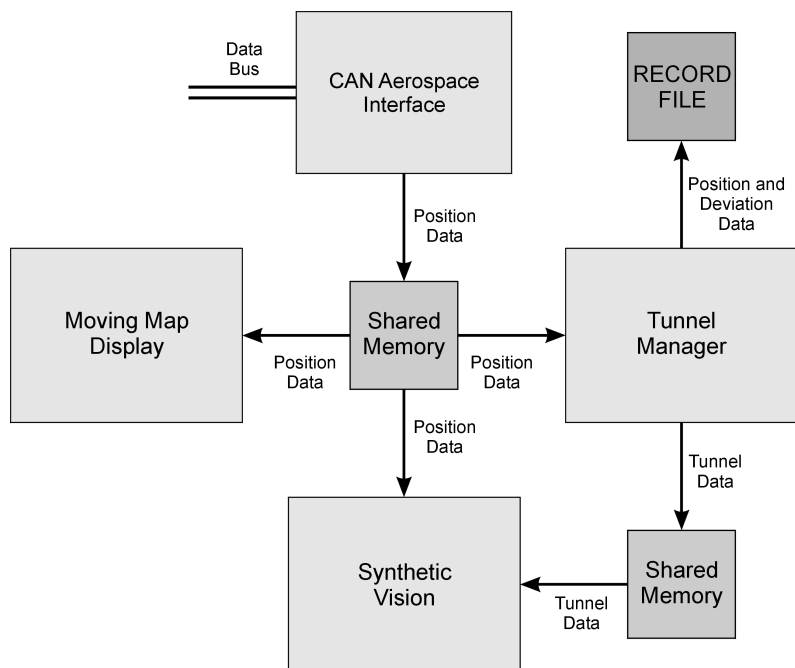 Data
Bus
CAN Aerospace
Interface
RECORD
FILE
Position
Data
Position and
Deviation
Data
Moving Map
Display
Shared
Memory
Tunnel
Manager
Position
Data
Position
Data
Position
Data
Tunnel
Data
Synthetic
Vision
Tunnel
Data
Shared
Memory